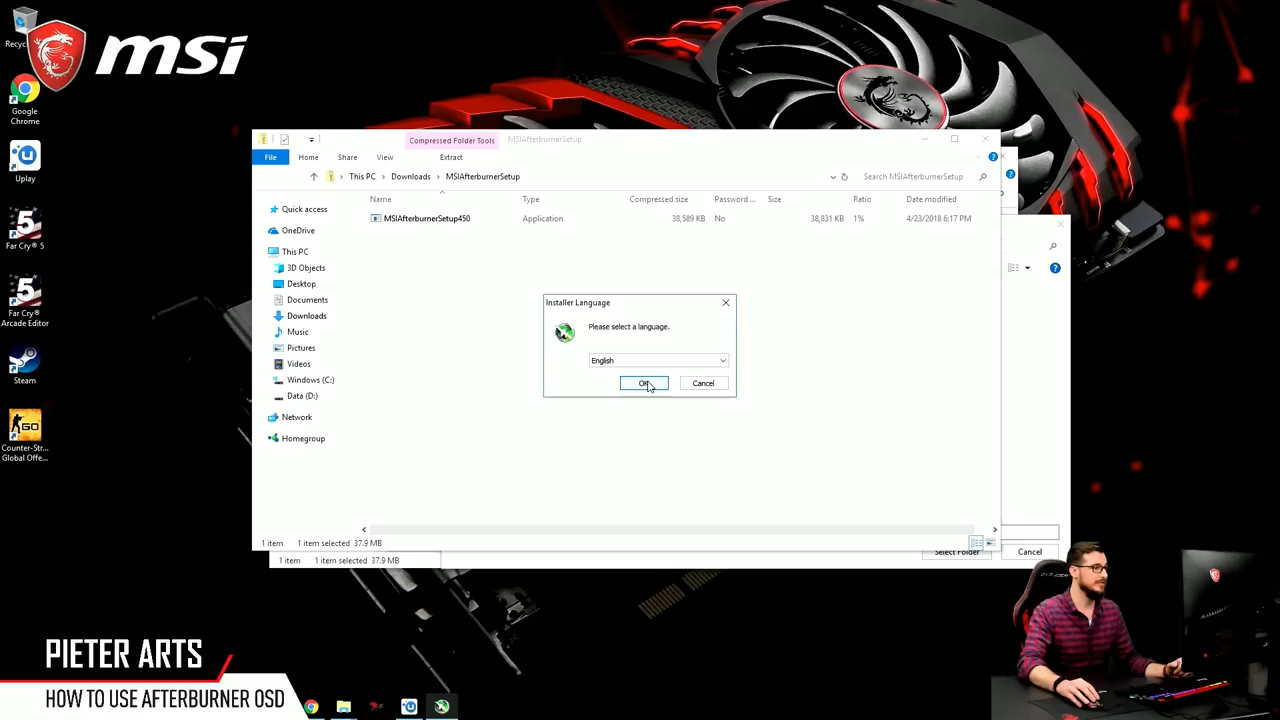 msi
Recyc
Google
Chrome
Uplay
Far Cry® 5
Far Cry®
Arcade Editor
Steam
GO
Counter-Str...
Global Offe...
Compressed Folder Tools
MSIAfterburnerSetup
File
Home
Share
View
Extract
This PC
Downloads
MSIAfterburnerSetup
Search MSIAfterburnerSetup
Name
Type
Compressed size
Password ...
Size
Ratio
Date modified
MSIAfterburnerSetup450
Application
38,589 KB
No
38,831 KB
1%
4/23/2018 6:17 PM
Quick access
OneDrive
This PC
3D Objects
Desktop
Documents
Downloads
Music
Pictures
Videos
Windows (C:)
Data (D:)
Network
Homegroup
Installer Language
Please select a language.
English
OK
Cancel
1 item
1 item selected 37.9 MB
1 item
1 item selected 37.9 MB
Select Folder
Cancel
PIETER ARTS
HOW TO USE AFTERBURNER OSD